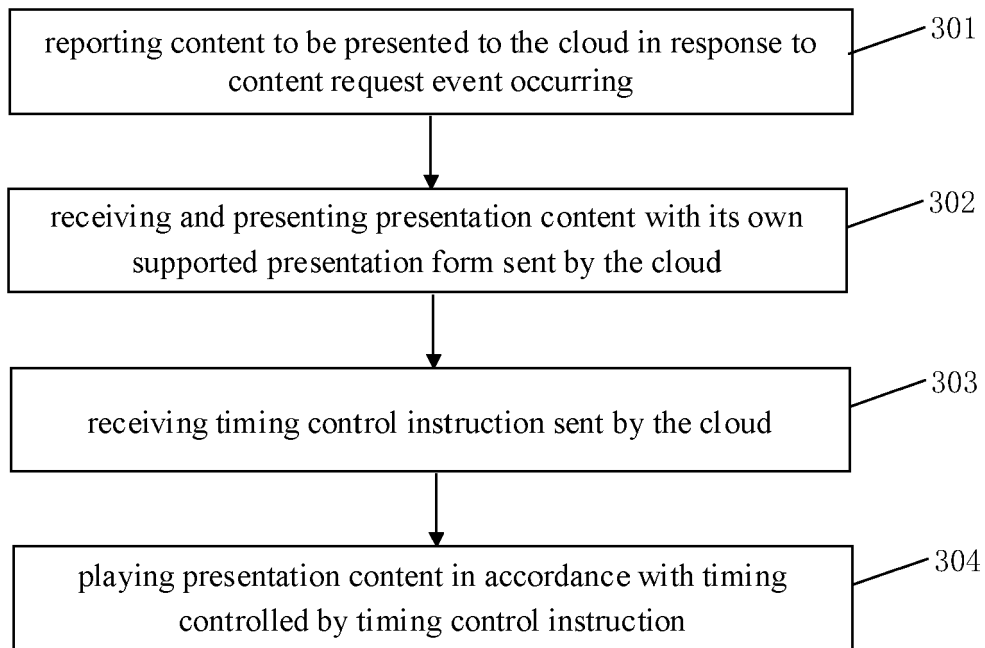 reporting content to be presented to the cloud in response to
content request event occurring
301
receiving and presenting presentation content with its own
supported presentation form sent by the cloud
302
receiving timing control instruction sent by the cloud
303
playing presentation content in accordance with timing
controlled by timing control instruction
304